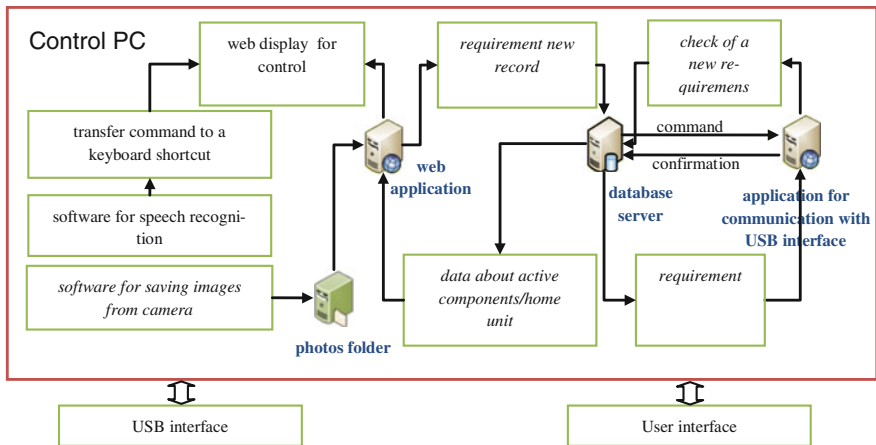 Control PC
web display for
control
requirement new
record
check of a
new re-
quiremens
transfer command to a
keyboard shortcut
command
web
application
confirmation
software for speech recogni-
tion
database
server
application for
communication with
USB interface
software for saving images
from camera
data about active
components/home
unit
requirement
photos folder
USB interface
User interface